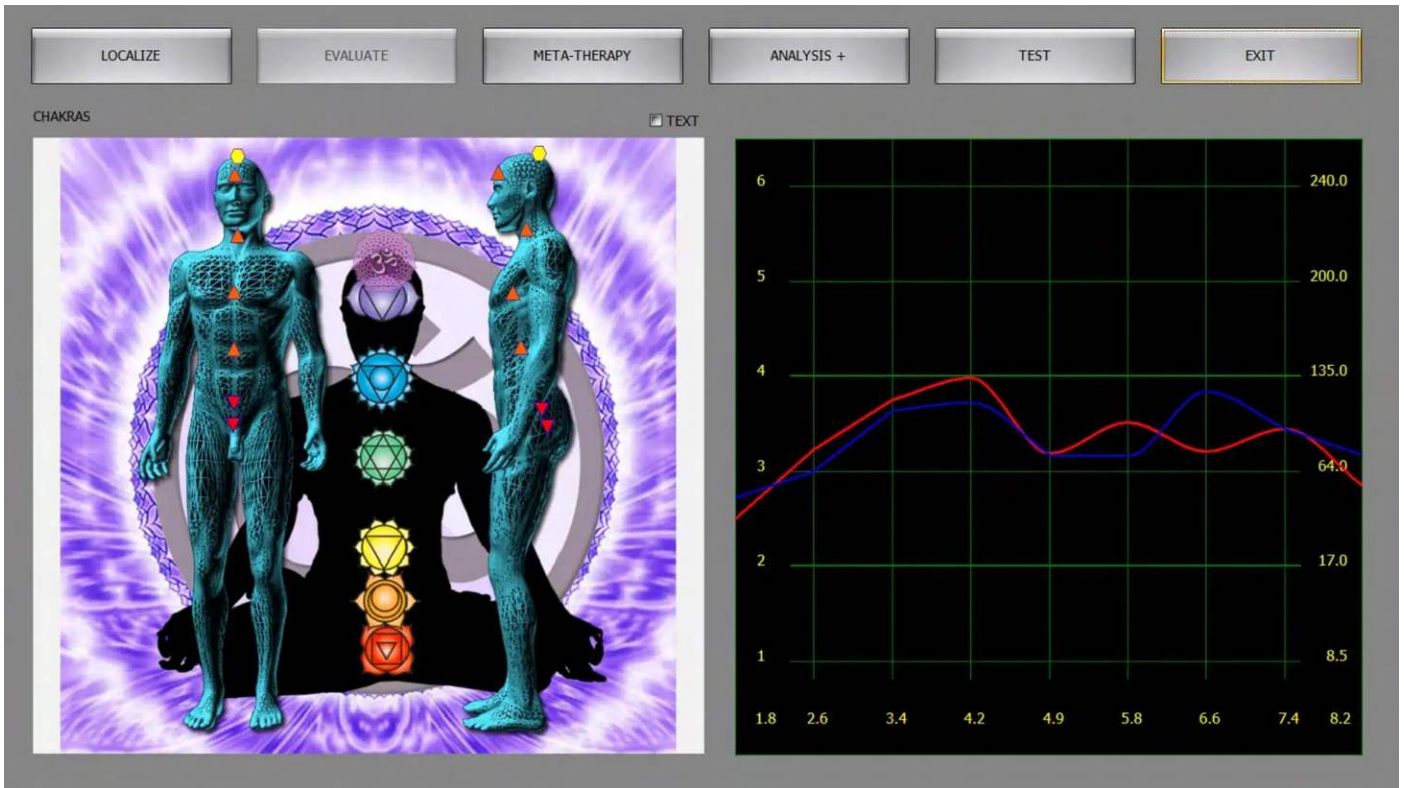 LOCALIZE
EVALUATE
META-THERAPY
ANALYSIS +
TEST
EXIT
CHAKRAS
TEXT
ॐ
6 240.0
5 200.0
4 135.0
3 64.0
2 17.0
1 8.5
1.8 2.6 3.4 4.2 4.9 5.8 6.6 7.4 8.2